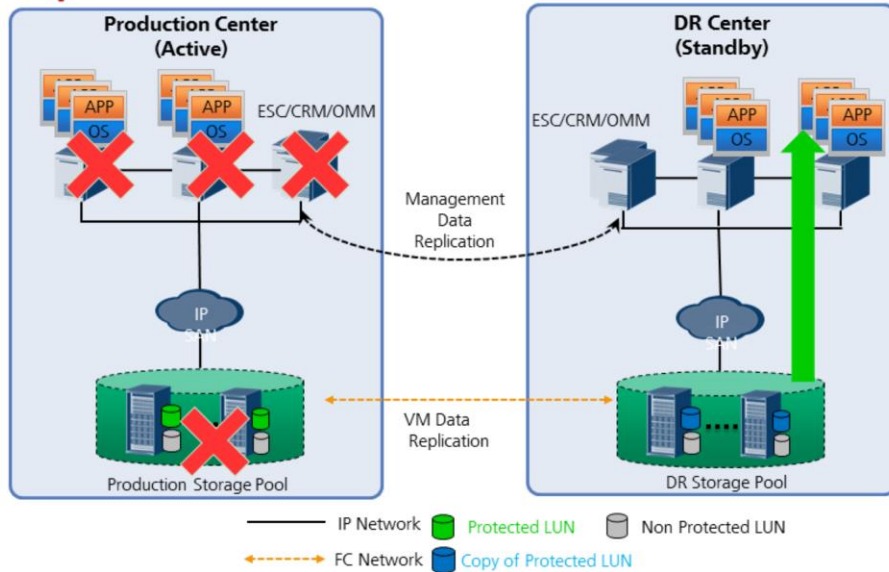 Production Center
(Active)
APP
OS
APP
OS
ESC/CRM/OMM
IP
SAN
Production Storage Pool
Management
Data
Replication
VM Data
Replication
DR Center
(Standby)
ESC/CRM/OMM
APP
OS
APP
OS
IP
SAN
DR Storage Pool
IP Network
Protected LUN
Non Protected LUN
FC Network
Copy of Protected LUN